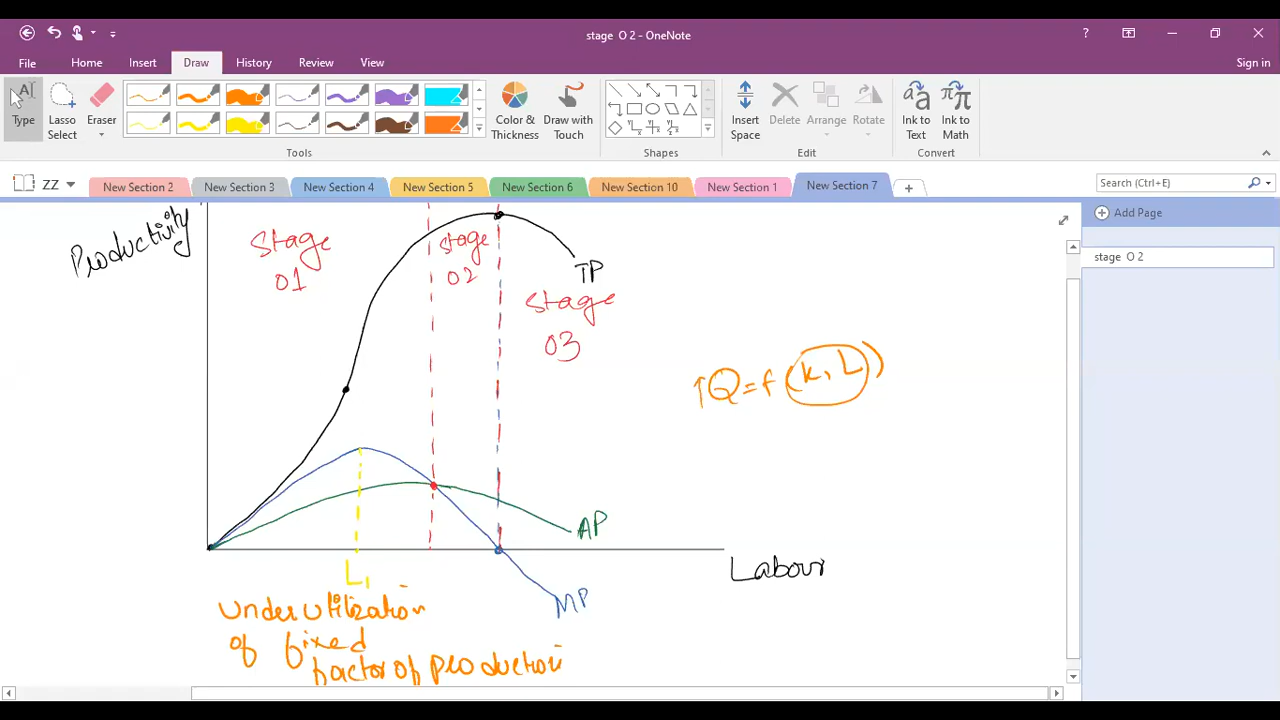 stage O 2 - OneNote
?
File Home Insert Draw History Review View
Sign in
Type
Lasso Select
Eraser
Color & Thickness
Draw with Touch
Insert Space
Delete
Arrange
Rotate
Ink to Text
Ink to Math
Tools
Shapes
Edit
Convert
ZZ
New Section 2
New Section 3
New Section 4
New Section 5
New Section 6
New Section 10
New Section 1
New Section 7
Search (Ctrl+E)
Add Page
stage O 2
Productivity
Stage
01
Stage
02
TP
Stage
03
↑Q=f(K, L)
AP
Labour
L1
MP
Under utilization
of fixed
factor of production